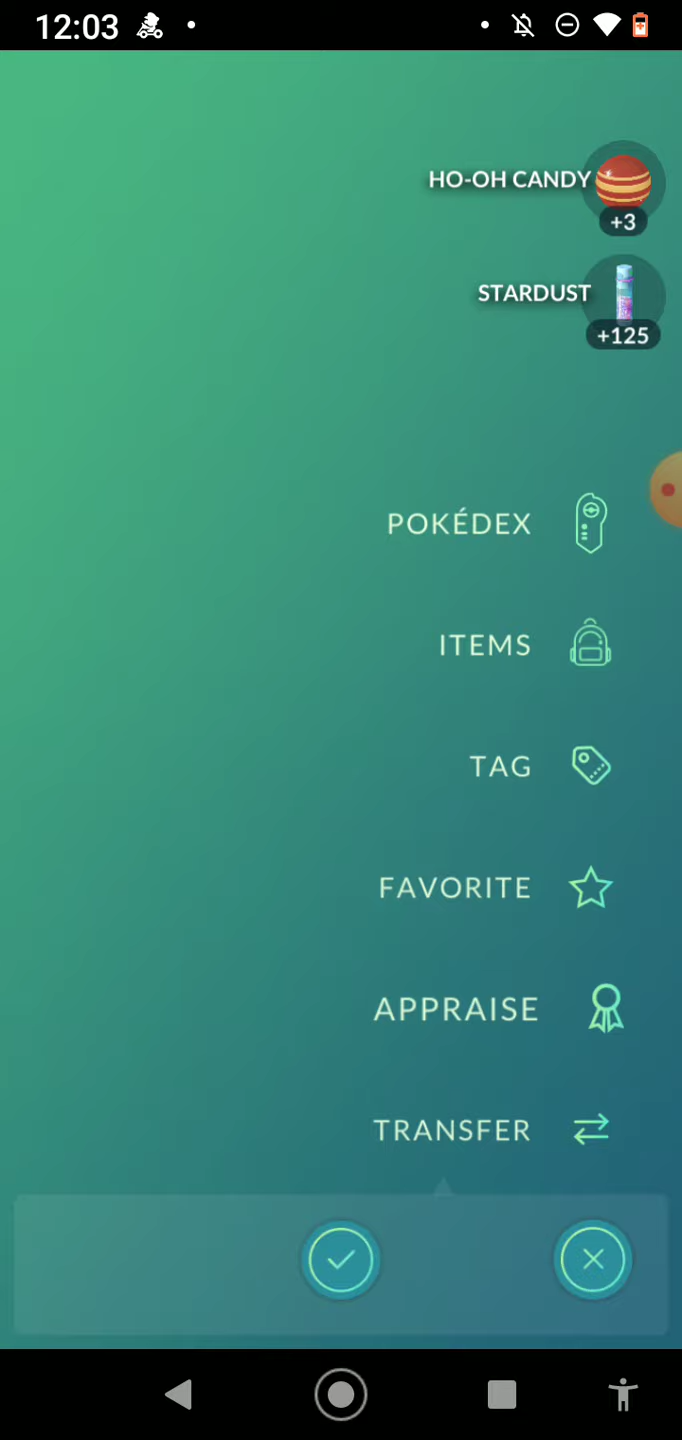 12:03
HO-OH CANDY
+3
STARDUST
+125
POKÉDEX
ITEMS
TAG
FAVORITE
APPRAISE
TRANSFER